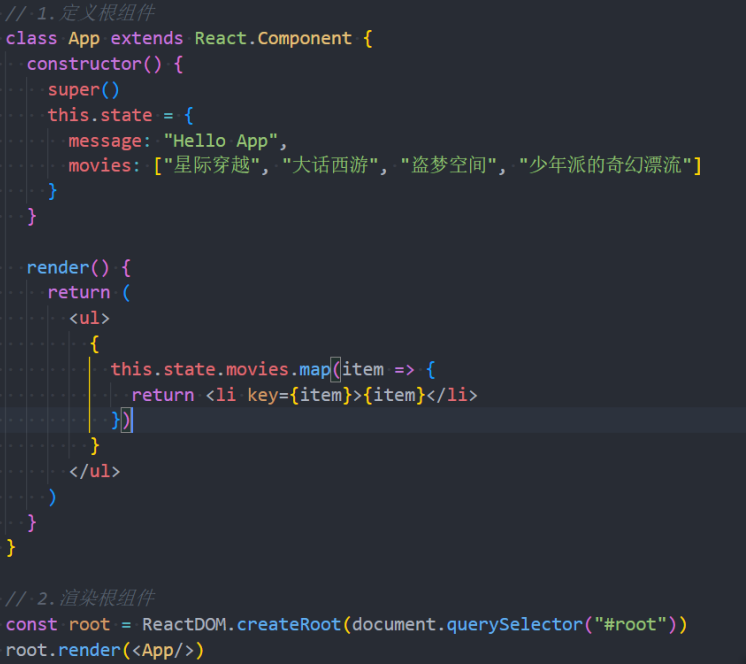 // 1.定义根组件
class App extends React.Component {
  constructor() {
    super()
    this.state = {
      message: "Hello App",
      movies: ["星际穿越", "大话西游", "盗梦空间", "少年派的奇幻漂流"]
    }
  }

  render() {
    return (
      <ul>
        {
          this.state.movies.map(item => {
            return <li key={item}>{item}</li>
          })
        }
      </ul>
    )
  }
}

// 2.渲染根组件
const root = ReactDOM.createRoot(document.querySelector("#root"))
root.render(<App/>)